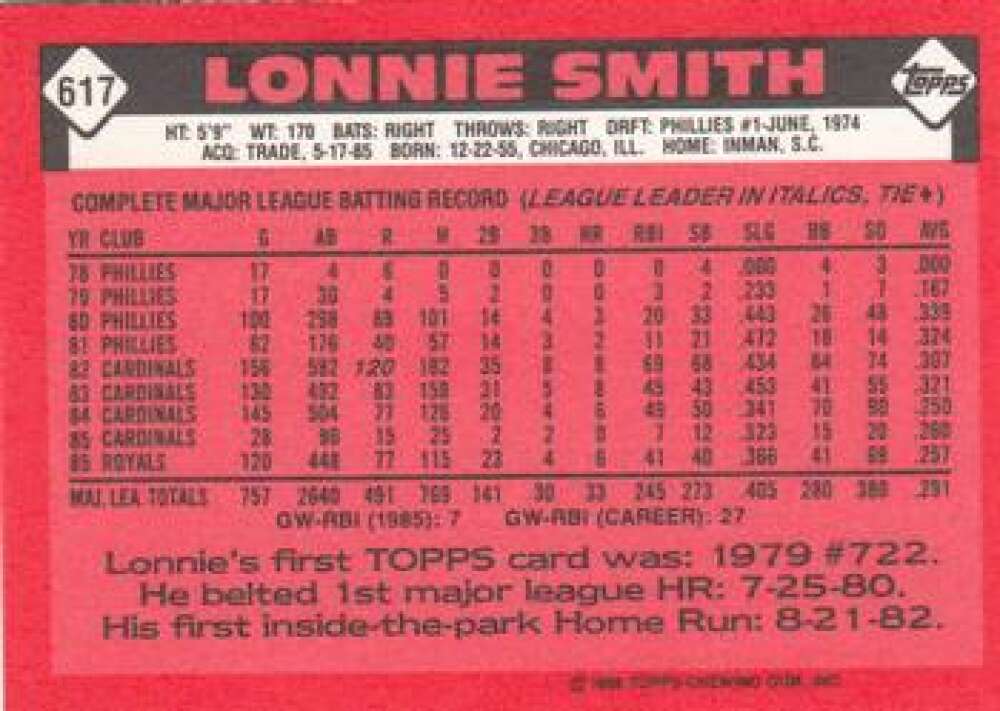 617 LONNIE SMITH TOPPS
HT: 5'9" WT: 170 BATS: RIGHT THROWS: RIGHT DRFT: PHILLIES #1-JUNE, 1974
ACQ: TRADE, 5-17-85 BORN: 12-22-55, CHICAGO, ILL. HOME: INMAN, S.C.
COMPLETE MAJOR LEAGUE BATTING RECORD (LEAGUE LEADER IN ITALICS, TIE♦)
YR CLUB G AB R H 2B 3B HR RBI SB SLG BB SO AVG
78 PHILLIES 17 4 6 0 0 0 0 0 4 .000 4 3 .000
79 PHILLIES 17 30 4 5 2 0 0 3 2 .233 1 7 .167
80 PHILLIES 100 298 69 101 14 4 3 20 33 .443 26 48 .339
81 PHILLIES 62 176 40 57 14 3 2 11 21 .472 18 14 .324
82 CARDINALS 156 592 120 182 35 8 8 69 68 .434 64 74 .307
83 CARDINALS 130 492 83 158 31 5 8 45 43 .453 41 55 .321
84 CARDINALS 145 504 77 126 20 4 6 49 50 .341 70 90 .250
85 CARDINALS 28 96 15 25 2 2 0 7 12 .323 15 20 .260
85 ROYALS 120 448 77 115 23 4 6 41 40 .366 41 69 .257
MAJ. LEA. TOTALS 757 2640 491 769 141 30 33 245 273 .405 280 380 .291
GW-RBI (1985): 7 GW-RBI (CAREER): 27
Lonnie's first TOPPS card was: 1979 #722.
He belted 1st major league HR: 7-25-80.
His first inside-the-park Home Run: 8-21-82.
© 1986 TOPPS CHEWING GUM, INC.